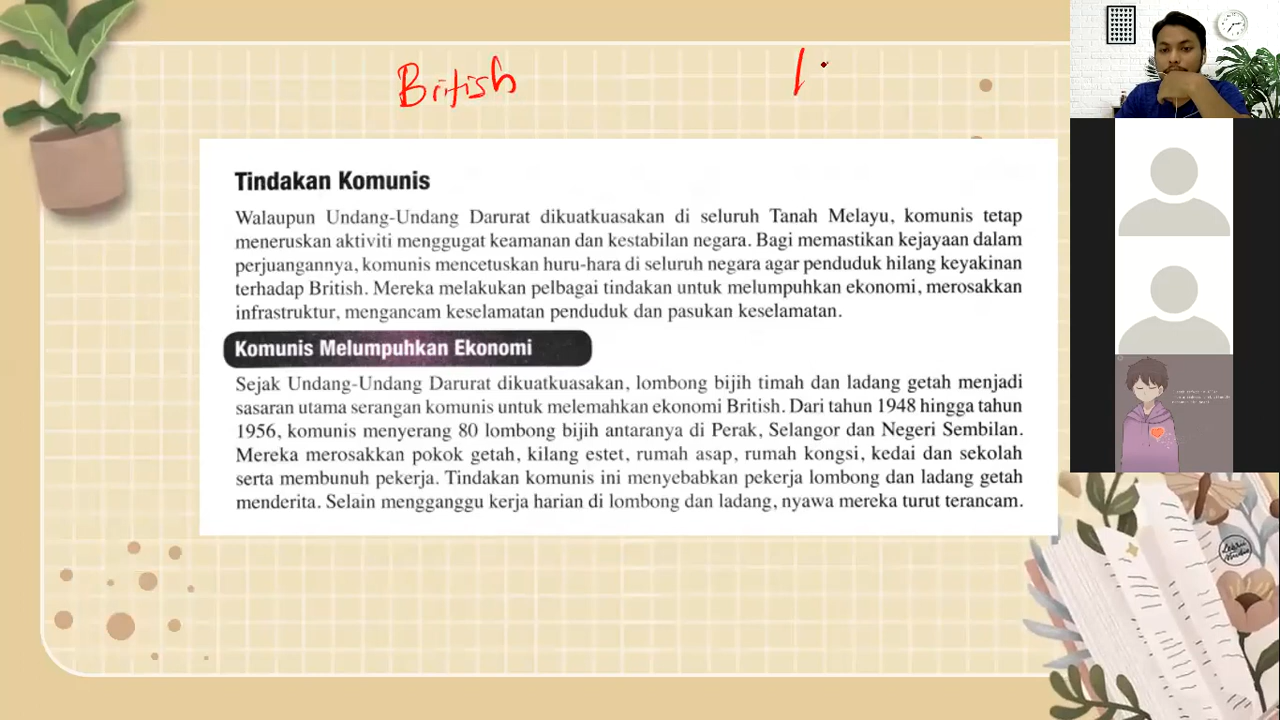 British
Tindakan Komunis
Walaupun Undang-Undang Darurat dikuatkuasakan di seluruh Tanah Melayu, komunis tetap
meneruskan aktiviti menggugat keamanan dan kestabilan negara. Bagi memastikan kejayaan dalam
perjuangannya, komunis mencetuskan huru-hara di seluruh negara agar penduduk hilang keyakinan
terhadap British. Mereka melakukan pelbagai tindakan untuk melumpuhkan ekonomi, merosakkan
infrastruktur, mengancam keselamatan penduduk dan pasukan keselamatan.
Komunis Melumpuhkan Ekonomi
Sejak Undang-Undang Darurat dikuatkuasakan, lombong bijih timah dan ladang getah menjadi
sasaran utama serangan komunis untuk melemahkan ekonomi British. Dari tahun 1948 hingga tahun
1956, komunis menyerang 80 lombong bijih antaranya di Perak, Selangor dan Negeri Sembilan.
Mereka merosakkan pokok getah, kilang estet, rumah asap, rumah kongsi, kedai dan sekolah
serta membunuh pekerja. Tindakan komunis ini menyebabkan pekerja lombong dan ladang getah
menderita. Selain mengganggu kerja harian di lombong dan ladang, nyawa mereka turut terancam.